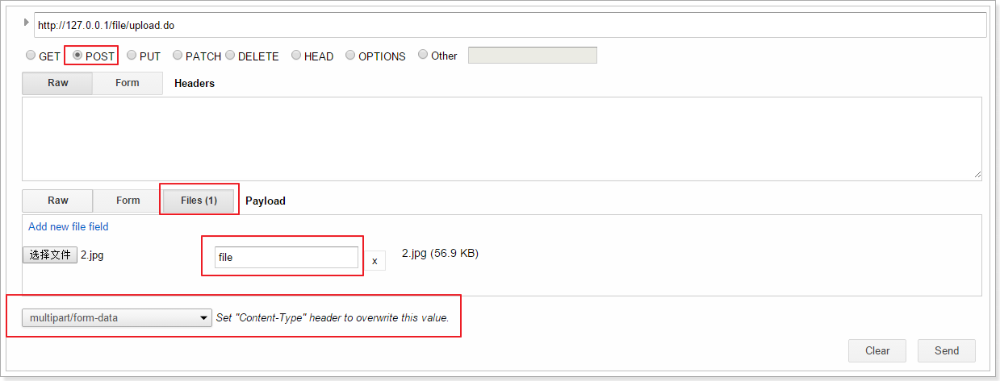 http://127.0.0.1/file/upload.do
GET POST PUT PATCH DELETE HEAD OPTIONS Other
Raw Form Headers
Raw Form Files (1) Payload
Add new file field
选择文件 2.jpg file x 2.jpg (56.9 KB)
multipart/form-data Set "Content-Type" header to overwrite this value.
Clear Send